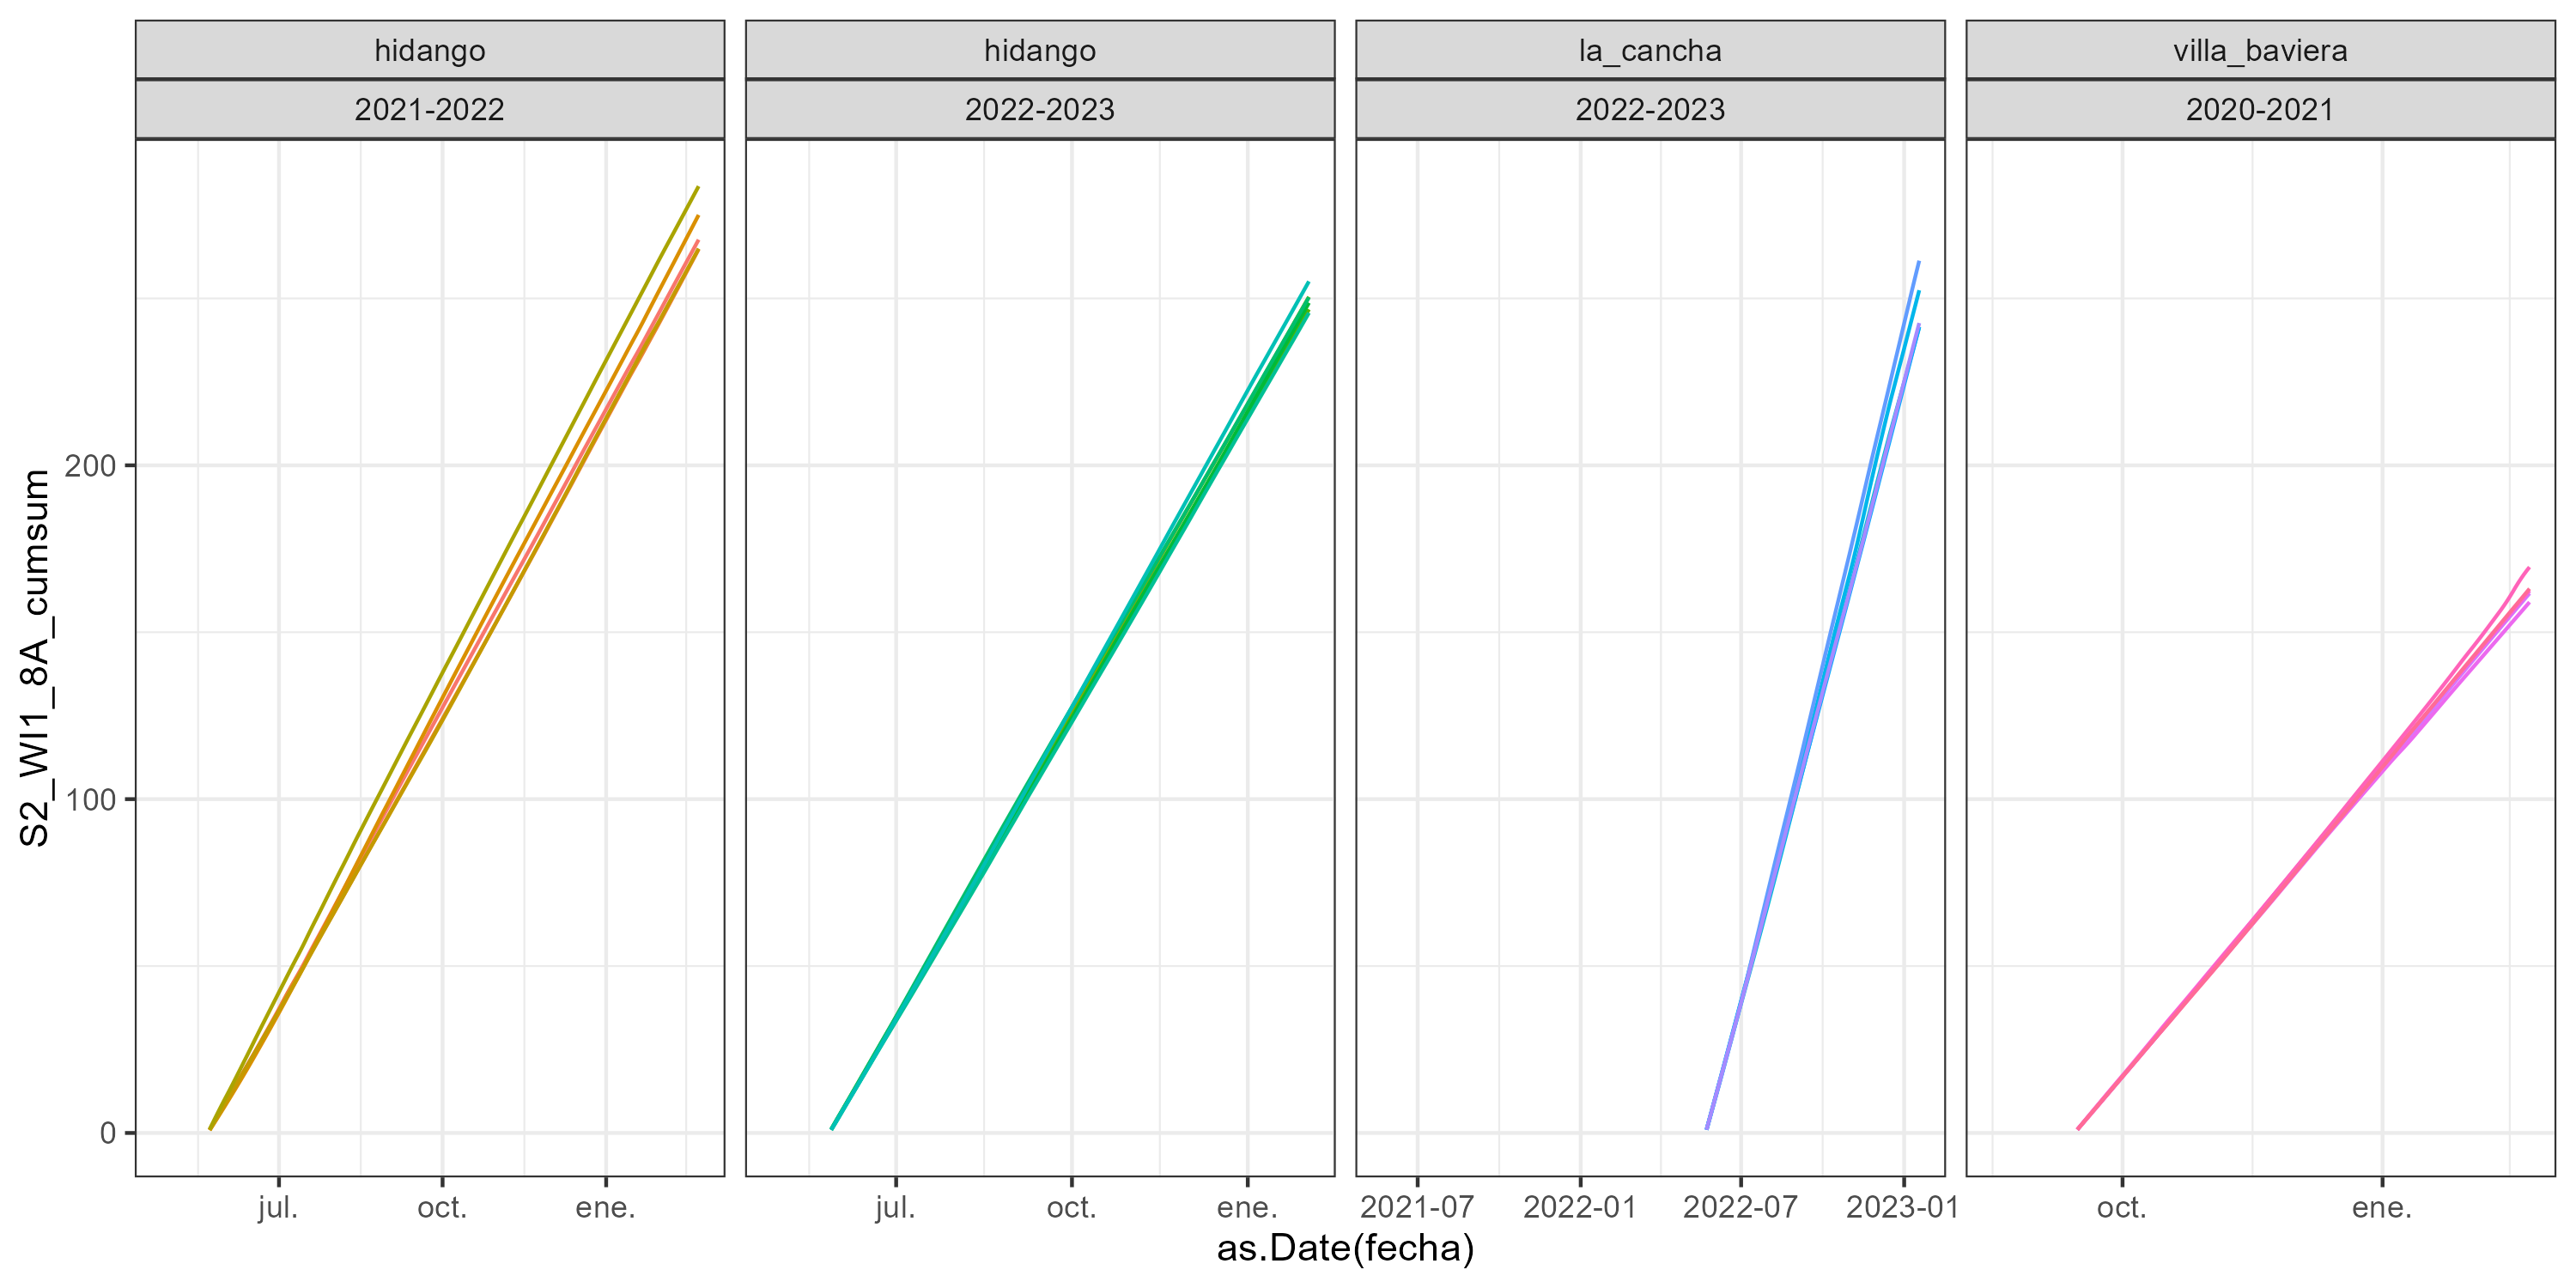 hidango
hidango
la_cancha
villa_baviera
2021-2022
2022-2023
2022-2023
2020-2021
S2_WI1_8A_cumsum
200
100
0
jul.
oct.
ene.
jul.
oct.
ene.
2021-07
2022-01
2022-07
2023-01
oct.
ene.
as.Date(fecha)